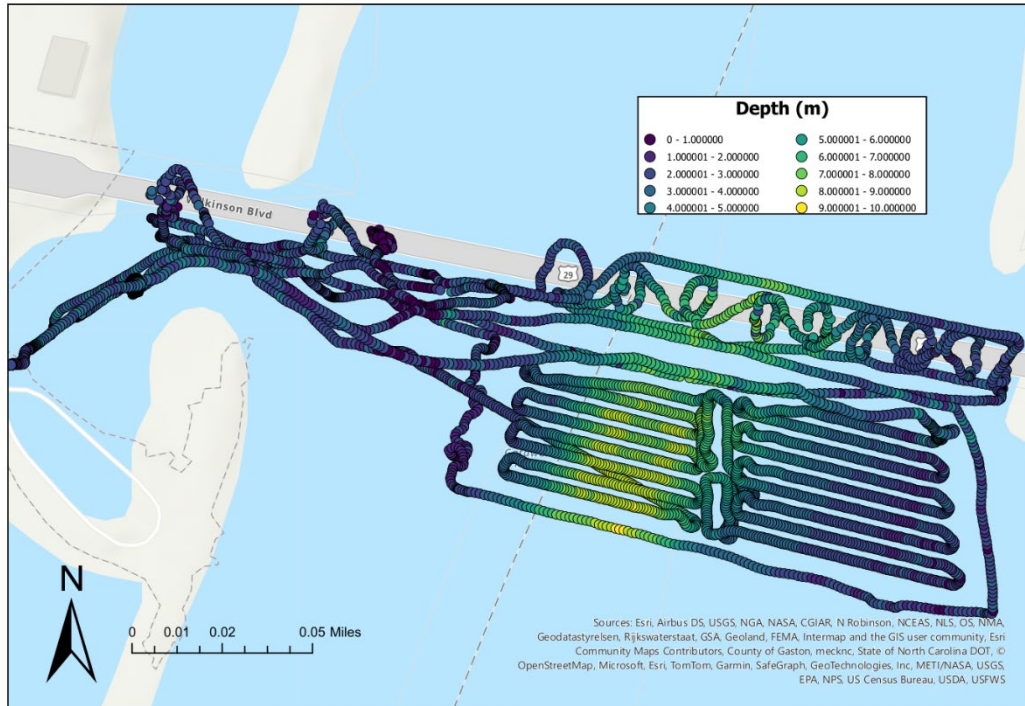 Depth (m)
0 - 1.000000
1.000001 - 2.000000
2.000001 - 3.000000
3.000001 - 4.000000
4.000001 - 5.000000
5.000001 - 6.000000
6.000001 - 7.000000
7.000001 - 8.000000
8.000001 - 9.000000
9.000001 - 10.000000
kinson Blvd
29
N
0 0.01 0.02 0.05 Miles
Sources: Esri, Airbus DS, USGS, NGA, NASA, CGIAR, N Robinson, NCEAS, NLS, OS, NMA,
Geodatastyrelsen, Rijkswaterstaat, GSA, Geoland, FEMA, Intermap and the GIS user community, Esri
Community Maps Contributors, County of Gaston, mecknc, State of North Carolina DOT, ©
OpenStreetMap, Microsoft, Esri, TomTom, Garmin, SafeGraph, GeoTechnologies, Inc, METI/NASA, USGS,
EPA, NPS, US Census Bureau, USDA, USFWS